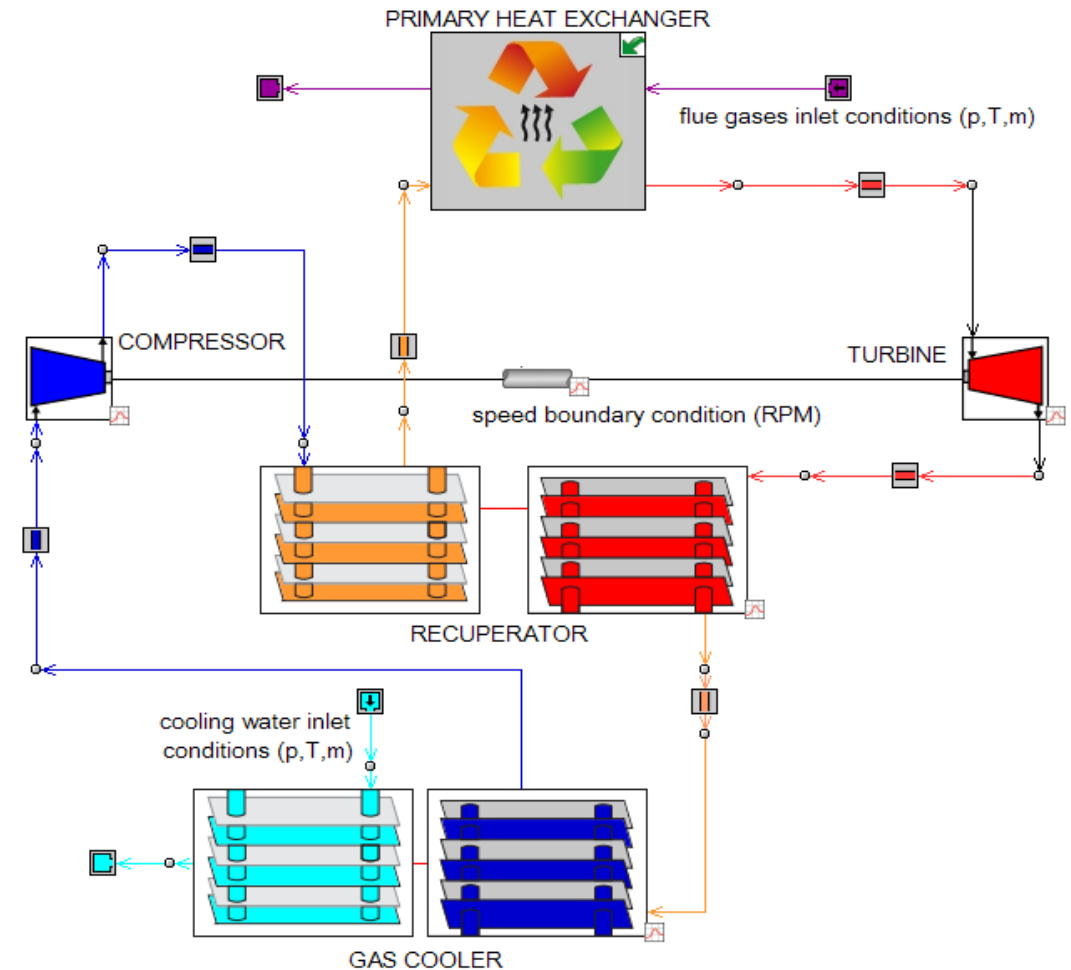 PRIMARY HEAT EXCHANGER
flue gases inlet conditions (p,T,m)
COMPRESSOR
TURBINE
speed boundary condition (RPM)
RECUPERATOR
cooling water inlet
conditions (p,T,m)
GAS COOLER